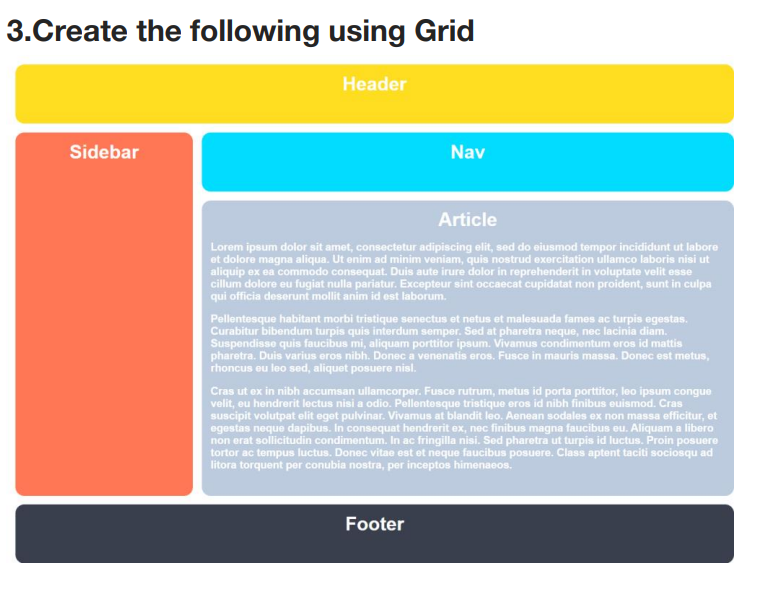 3.Create the following using Grid
Header
Sidebar
Nav
Article
Lorem ipsum dolor sit amet, consectetur adipiscing elit, sed do eiusmod tempor incididunt ut labore
et dolore magna aliqua. Ut enim ad minim veniam, quis nostrud exercitation ullamco laboris nisi ut
aliquip ex ea commodo consequat. Duis aute irure dolor in reprehenderit in voluptate velit esse
cillum dolore eu fugiat nulla pariatur. Excepteur sint occaecat cupidatat non proident, sunt in culpa
qui officia deserunt mollit anim id est laborum.
Pellentesque habitant morbi tristique senectus et netus et malesuada fames ac turpis egestas.
Curabitur bibendum turpis quis interdum semper. Sed at pharetra neque, nec lacinia diam.
Suspendisse quis faucibus mi, aliquam porttitor ipsum. Vivamus condimentum eros id mattis
pharetra. Duis varius eros nibh. Donec a venenatis eros. Fusce in mauris massa. Donec est metus,
rhoncus eu leo sed, aliquet posuere nisl.
Cras ut ex in nibh accumsan ullamcorper. Fusce rutrum, metus id porta porttitor, leo ipsum congue
velit, eu hendrerit lectus nisi a odio. Pellentesque tristique eros id nibh finibus euismod. Cras
suscipit volutpat elit eget pulvinar. Vivamus at blandit leo. Aenean sodales ex non massa efficitur, et
egestas neque dapibus. In consequat hendrerit ex, nec finibus magna faucibus eu. Aliquam a libero
non erat sollicitudin condimentum. In ac fringilla nisi. Sed pharetra ut turpis id luctus. Proin posuere
tortor ac tempus luctus. Donec vitae est et neque faucibus posuere. Class aptent taciti sociosqu ad
litora torquent per conubia nostra, per inceptos himenaeos.
Footer